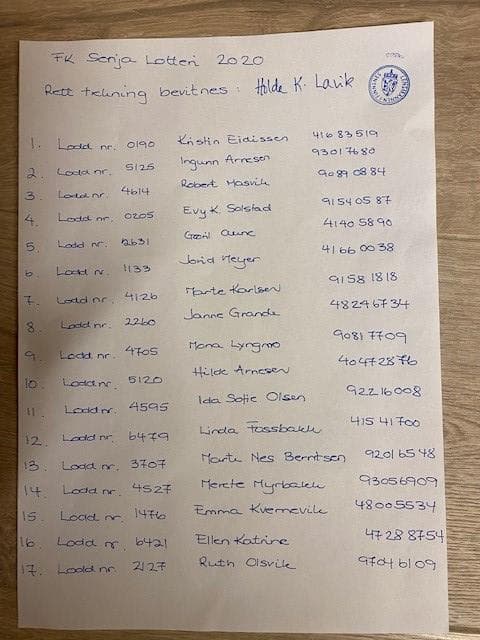 FK Senja Lotteri 2020
Rett trekning bevitnes: Hilde K. Lavik
1. Lodd nr. 0190 Kristin Eidissen 41683519
2. Lodd nr. 5125 Ingunn Arnesen 93017680
3. Lodd nr. 4614 Robert Masvik 90890884
4. Lodd nr. 0205 Evy K. Solstad 91540587
5. Lodd nr. 2631 Gøril Aune 41405890
6. Lodd nr. 1133 Jorid Meyer 41660038
7. Lodd nr. 4126 Marte Karlsen 91581818
8. Lodd nr. 2260 Janne Grande 48246734
9. Lodd nr. 4705 Mona Lyngmo 90817709
10. Lodd nr. 5120 Hilde Arnesen 40472876
11. Lodd nr. 4595 Ida Sofie Olsen 92216008
12. Lodd nr. 6479 Linda Fossbakk 41541700
13. Lodd nr. 3707 Marte Nes Berntsen 92016548
14. Lodd nr. 4527 Merete Myrbakk 93056909
15. Lodd nr. 1476 Emma Kvernevik 48005534
16. Lodd nr. 6421 Ellen Katrine 47288754
17. Lodd nr. 2127 Ruth Olsvik 97046109